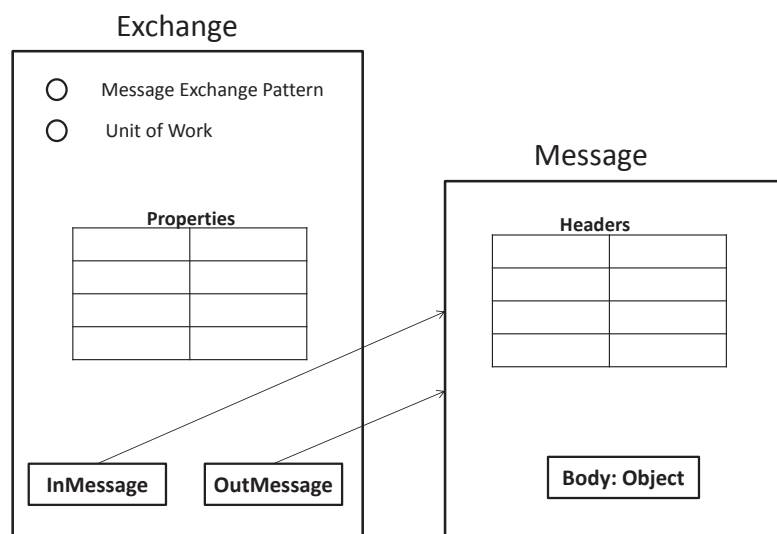 Exchange
Message Exchange Pattern
Unit of Work
Properties
InMessage
OutMessage
Message
Headers
Body: Object